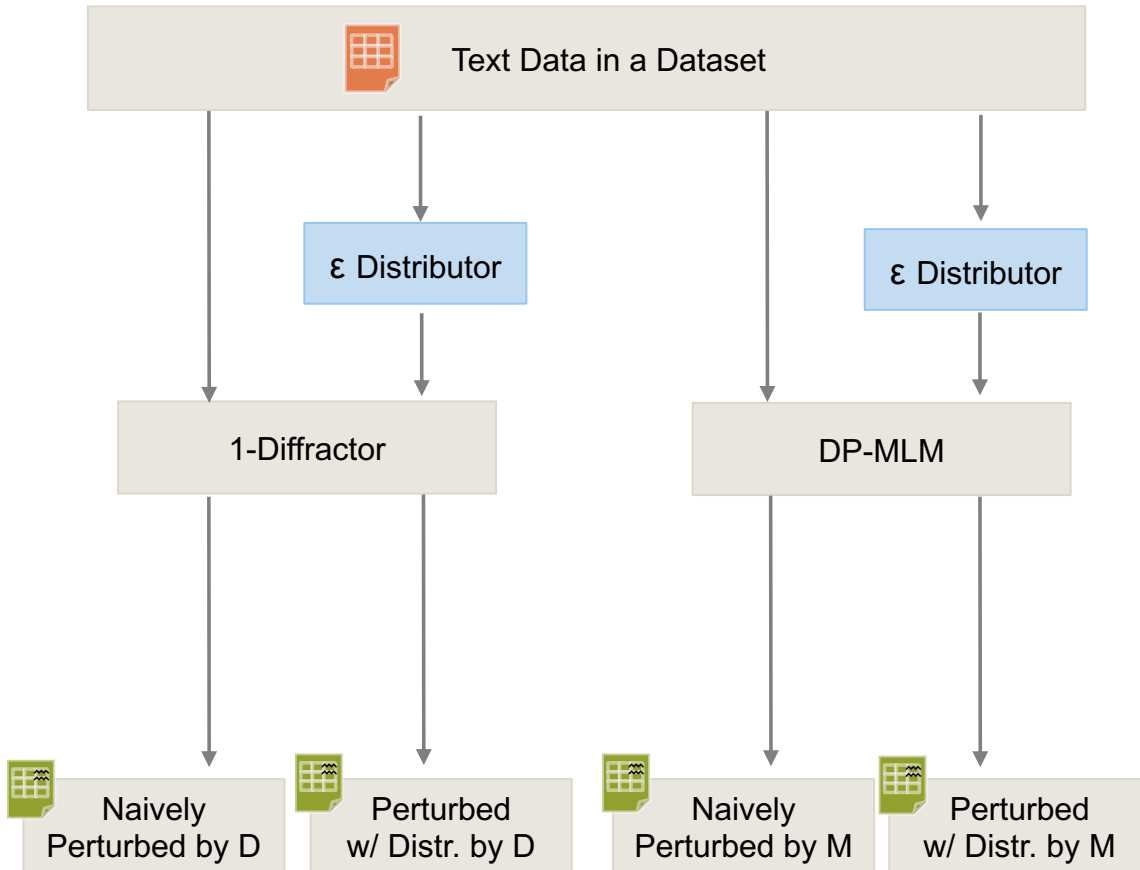 Text Data in a Dataset
ε Distributor
ε Distributor
1-Diffractor
DP-MLM
Naively
Perturbed by D
Perturbed
w/ Distr. by D
Naively
Perturbed by M
Perturbed
w/ Distr. by M